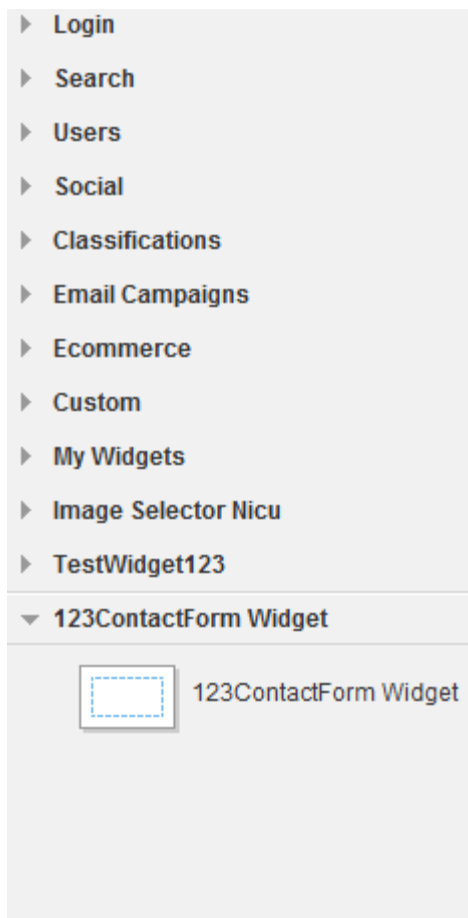 Login
Search
Users
Social
Classifications
Email Campaigns
Ecommerce
Custom
My Widgets
Image Selector Nicu
TestWidget123
123ContactForm Widget
123ContactForm Widget